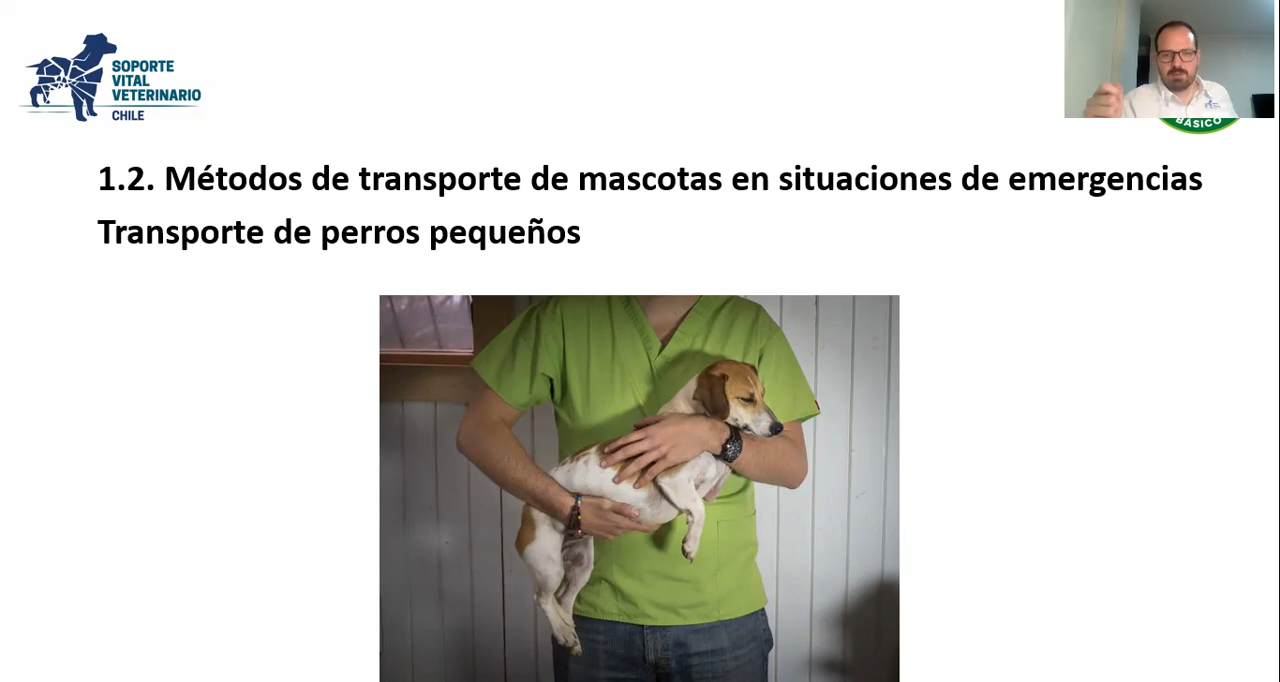 SOPORTE
VITAL
VETERINARIO
CHILE
BÁSICO
1.2. Métodos de transporte de mascotas en situaciones de emergencias
Transporte de perros pequeños